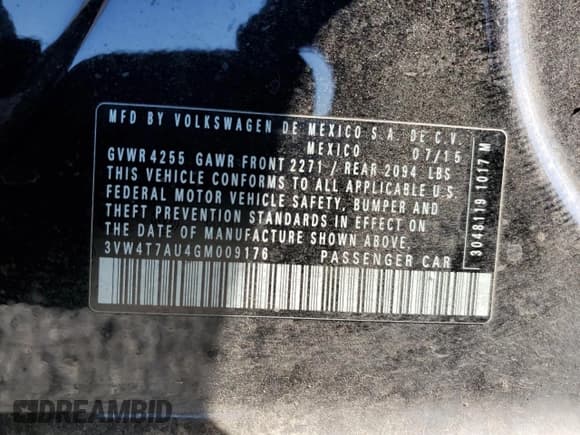 MFD BY VOLKSWAGEN DE MEXICO S.A. DE C.V.
MEXICO 07/15
GVWR 4255 GAWR FRONT 2271 / REAR 2094 LBS
THIS VEHICLE CONFORMS TO ALL APPLICABLE U.S.
FEDERAL MOTOR VEHICLE SAFETY, BUMPER AND
THEFT PREVENTION STANDARDS IN EFFECT ON
THE DATE OF MANUFACTURE SHOWN ABOVE.
3VW4T7AU4GM009176 PASSENGER CAR
3048119 1017 M
DREAMBID